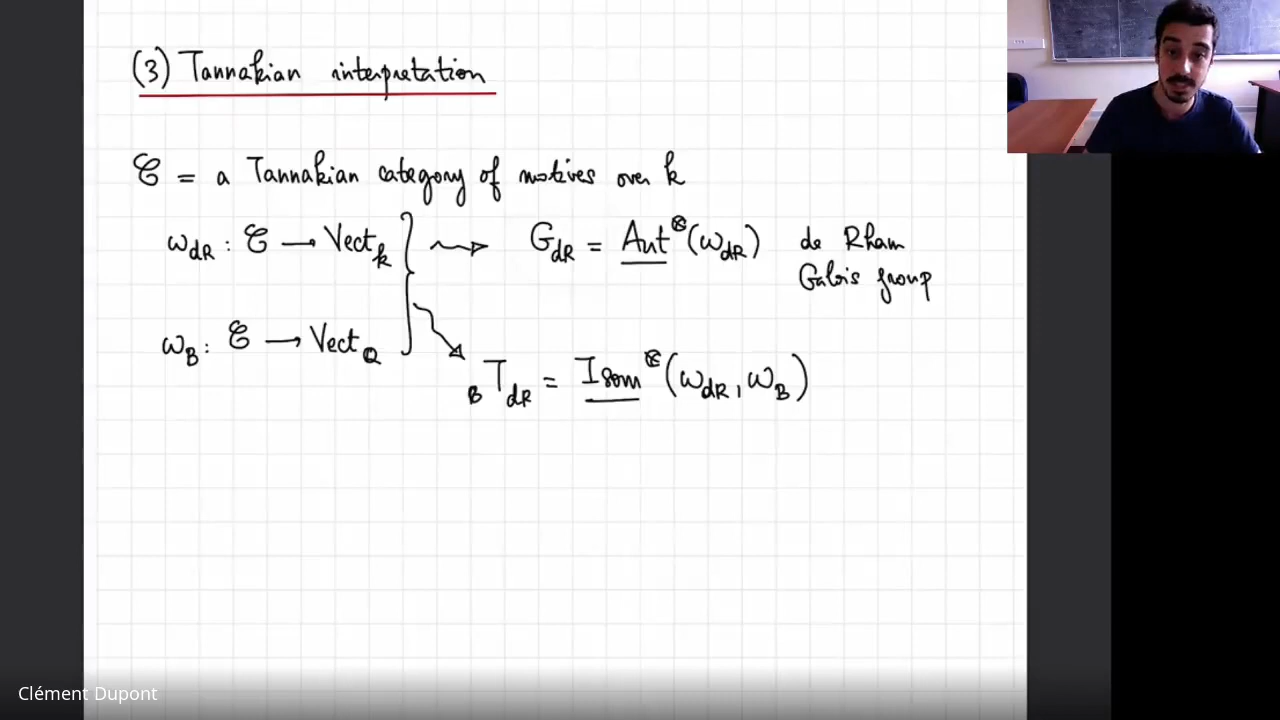 (3) Tannakian interpretation
𝒞 = a Tannakian category of motives over k
ω_dR : 𝒞 → Vect_k } ⇝ G_dR = Aut^⊗(ω_dR) de Rham
Galois group
ω_B : 𝒞 → Vect_Q
_B T_dR = Isom^⊗(ω_dR, ω_B)
Clément Dupont